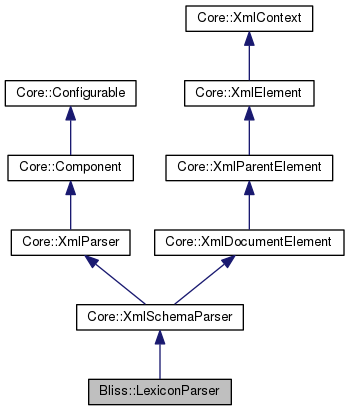 Core::XmlContext
Core::Configurable
Core::XmlElement
Core::Component
Core::XmlParentElement
Core::XmlParser
Core::XmlDocumentElement
Core::XmlSchemaParser
Bliss::LexiconParser